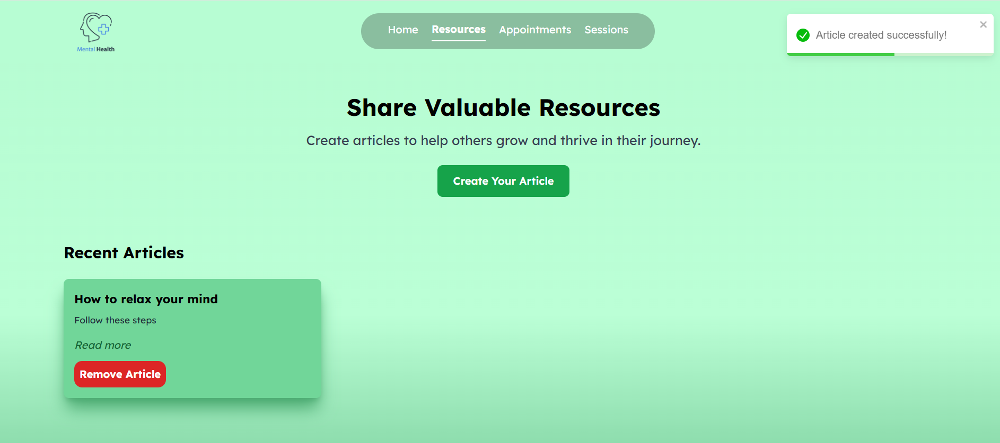 Mental Health
Home Resources Appointments Sessions
Article created successfully!
Share Valuable Resources
Create articles to help others grow and thrive in their journey.
Create Your Article
Recent Articles
How to relax your mind
Follow these steps
Read more
Remove Article